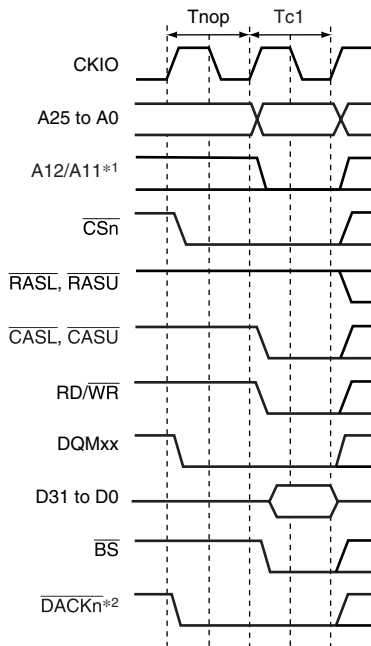 Tnop Tc1
CKIO
A25 to A0
A12/A11*1
CSn
RASL, RASU
CASL, CASU
RD/WR
DQMxx
D31 to D0
BS
DACKn*2